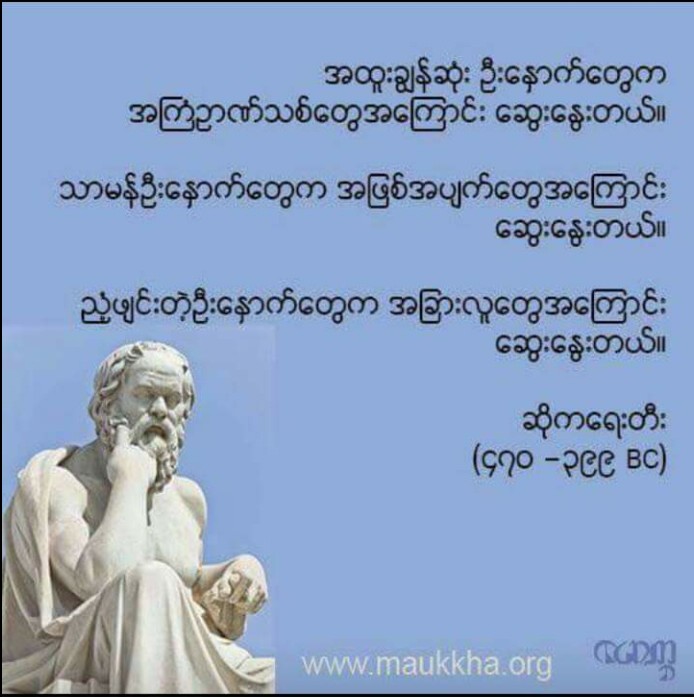 အထူးချွန်ဆုံး ဦးနှောက်တွေက
အကြံဉာဏ်သစ်တွေအကြောင်း ဆွေးနွေးတယ်။
သာမန်ဦးနှောက်တွေက အဖြစ်အပျက်တွေအကြောင်း
ဆွေးနွေးတယ်။
ညံ့ဖျင်းတဲ့ဦးနှောက်တွေက အခြားလူတွေအကြောင်း
ဆွေးနွေးတယ်။
ဆိုကရေးတီး
(၄၇၀ –၃၉၉ BC)
www.maukkha.org